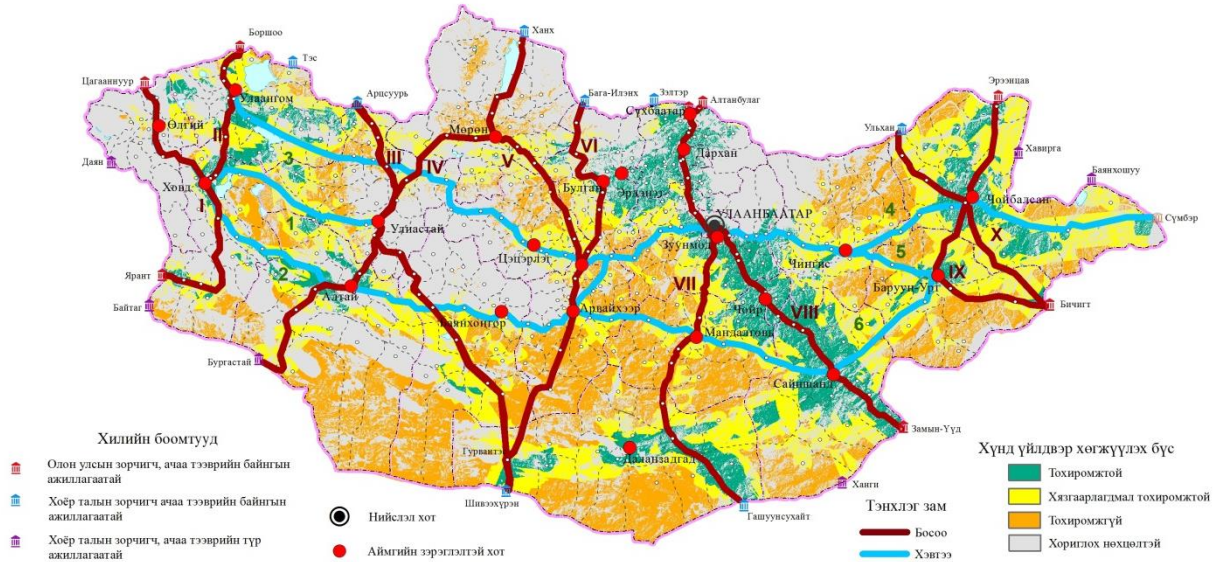 Боршоо
Тэс
Ханх
Цагааннуур
Улаангом
Арцсуурь
Бага-Илэнх
Зэлтэр
Алтанбулаг
Сүхбаатар
Эрээнцав
Өлгий
II
Мөрөн
VI
Дархан
Ульхан
Хавирга
Даян
3
III
IV
V
Булган
Эрдэнэт
Баянхошуу
Ховд
I
Чойбалсан
1
Улиастай
УЛААНБААТАР
4
Сүмбэр
Зуунмод
X
2
Цэцэрлэг
Чингис
5
Ярант
Алтай
VII
Баруун-Урт
IX
Байтаг
Баянхонгор
Арвайхээр
Чойр
VIII
Бичигт
6
Мандалговь
Бургастай
Сайншанд
Замын-Үүд
Гурвантэс
Даланзадгад
Ханги
Шивээхүрэн
Гашуунсухайт
Хилийн боомтууд
Олон улсын зорчигч, ачаа тээврийн байнгын
ажиллагаатай
Хоёр талын зорчигч ачаа тээврийн байнгын
ажиллагаатай
Хоёр талын зорчигч, ачаа тээврийн түр
ажиллагаатай
Нийслэл хот
Аймгийн зэрэглэлтэй хот
Тэнхлэг зам
Босоо
Хэвтээ
Хүнд үйлдвэр хөгжүүлэх бүс
Тохиромжтой
Хязгаарлагдмал тохиромжтой
Тохиромжгүй
Хориглох нөхцөлтэй